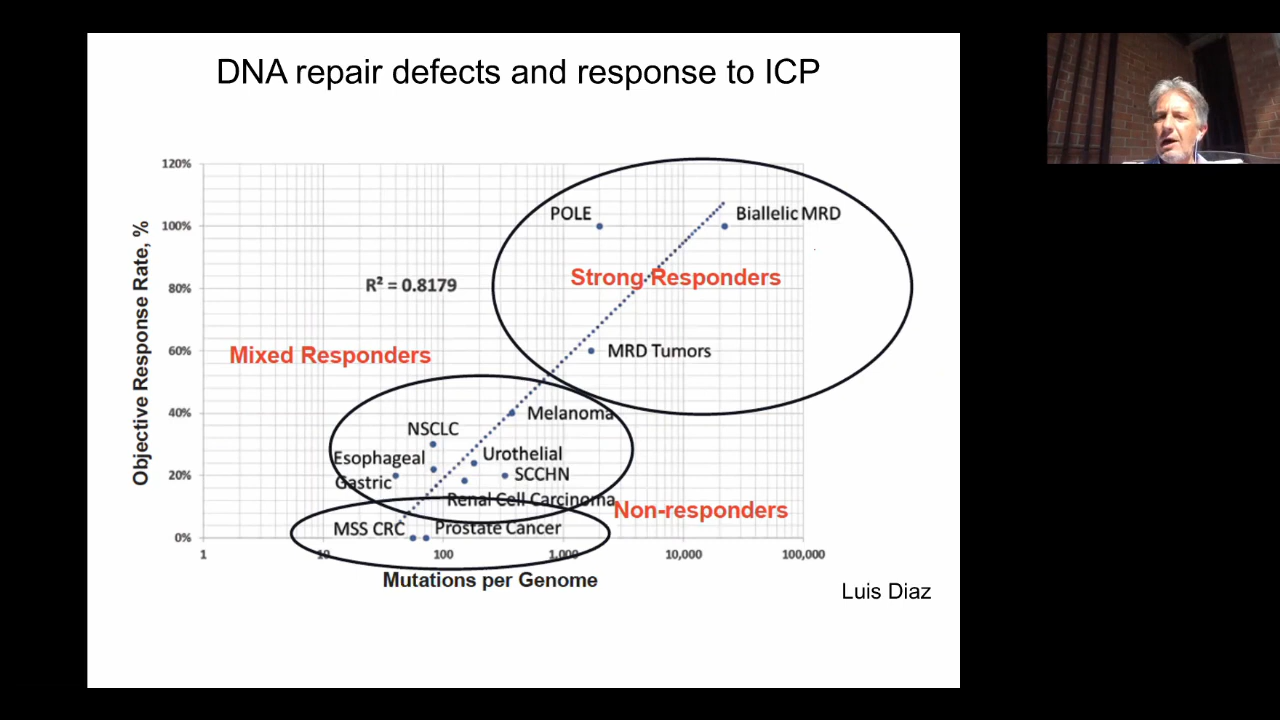 DNA repair defects and response to ICP
120%
100%
80%
60%
40%
20%
0%
Objective Response Rate, %
POLE
Biallelic MRD
Strong Responders
R² = 0.8179
MRD Tumors
Mixed Responders
Melanoma
NSCLC
Urothelial
Esophageal
SCCHN
Gastric
Renal Cell Carcinoma
Non-responders
MSS CRC
Prostate Cancer
1
10
100
1,000
10,000
100,000
Mutations per Genome
Luis Diaz